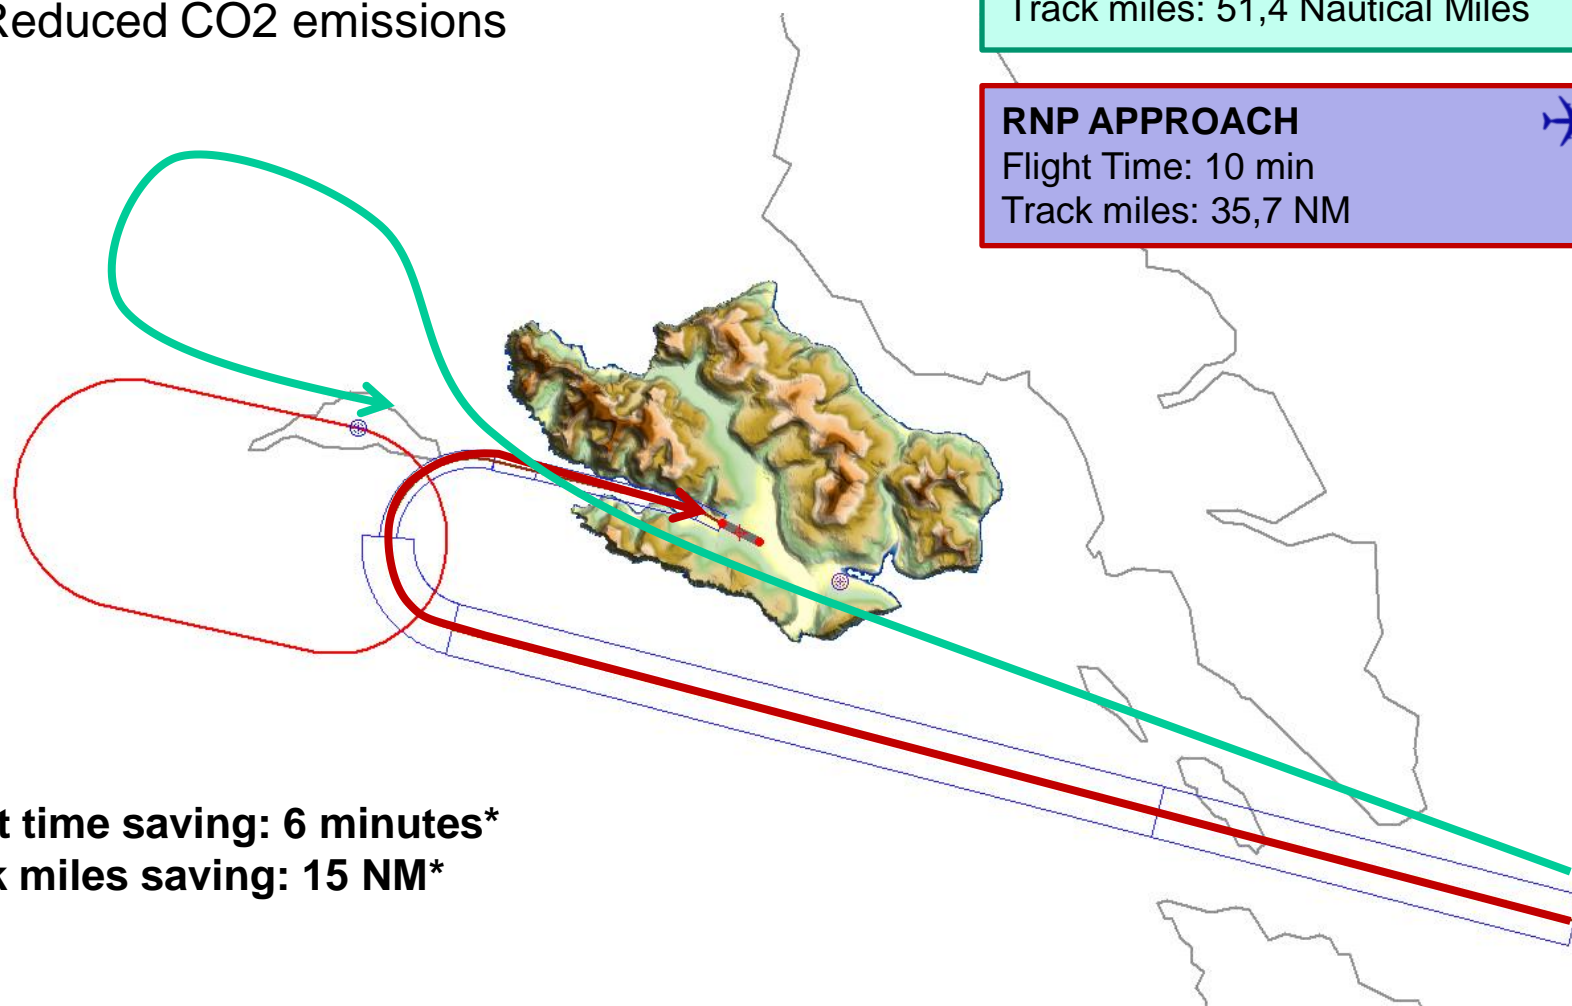 Reduced CO2 emissions
Track miles: 51,4 Nautical Miles
RNP APPROACH
Flight Time: 10 min
Track miles: 35,7 NM
time saving: 6 minutes*
miles saving: 15 NM*